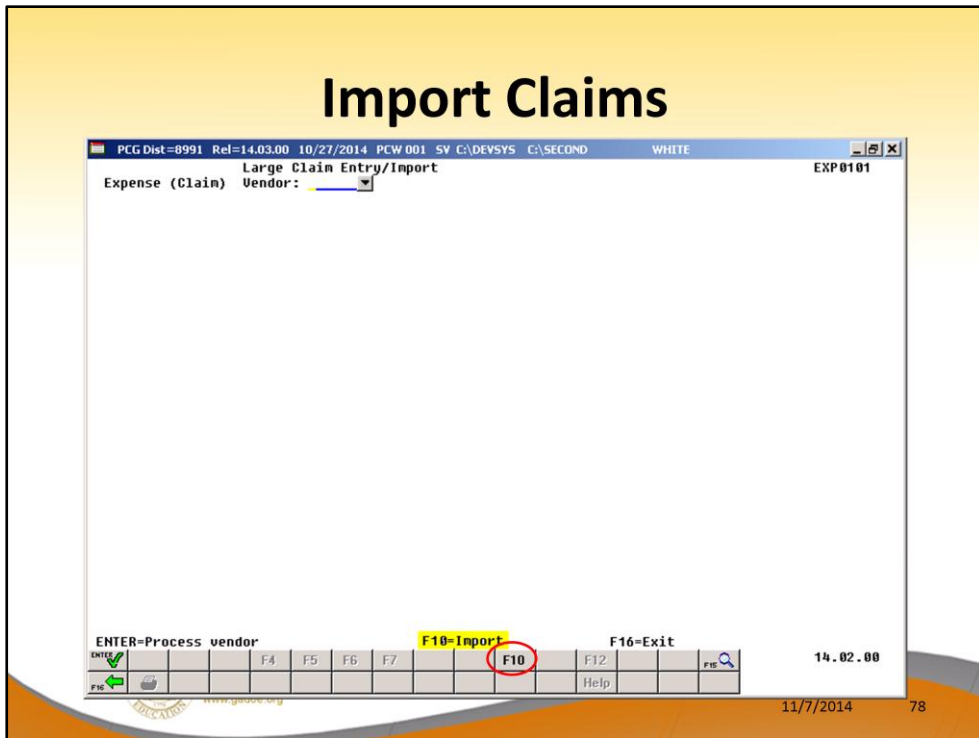 Import Claims
PCG Dist=8991 Rel=14.03.00 10/27/2014 PCW 001 SV C:\DEVSYS C:\SECOND WHITE
Large Claim Entry/Import EXP0101
Expense (Claim) Vendor:
ENTER=Process vendor F10=Import F16=Exit
ENTER F4 F5 F6 F7 F10 F12 F15 14.02.00
F16 Help
EDUCATION www.gadoe.org 11/7/2014 78